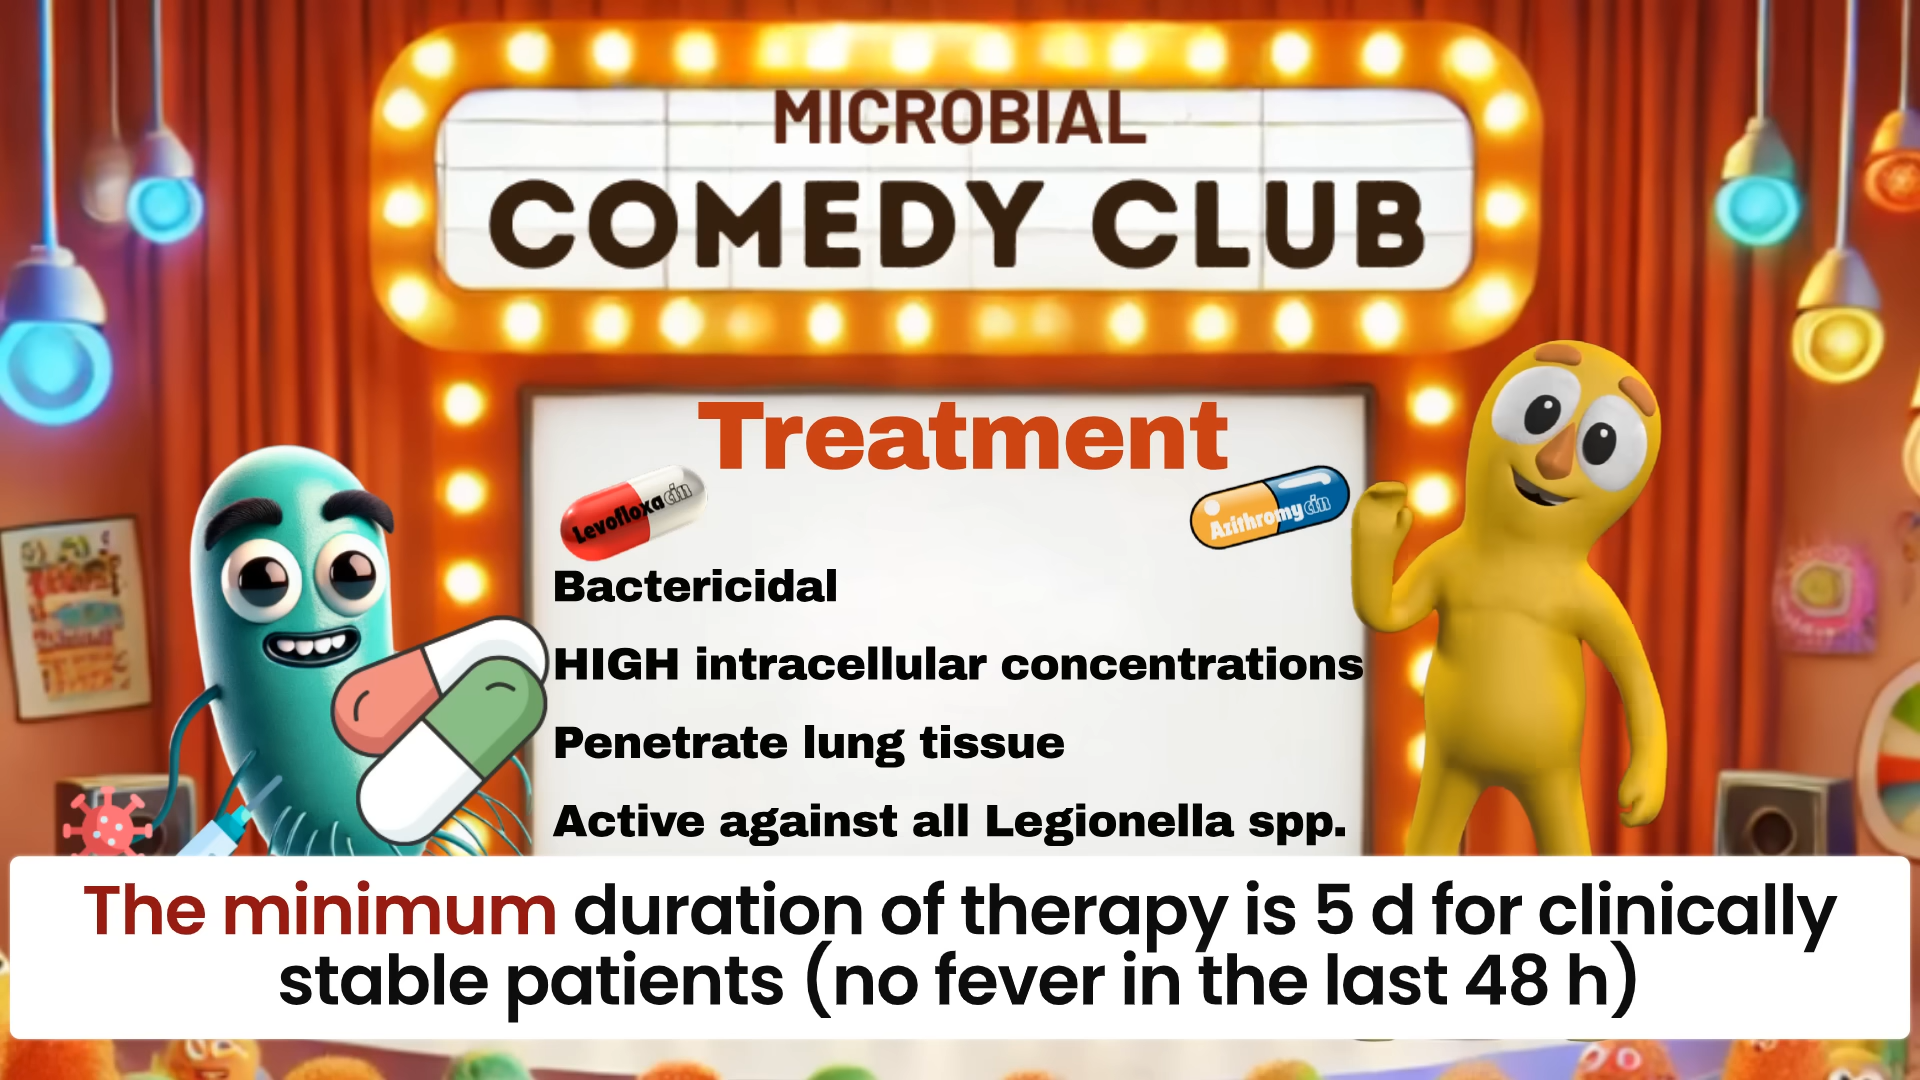 MICROBIAL
COMEDY CLUB
Treatment
Levofloxacin
Azithromycin
Bactericidal
HIGH intracellular concentrations
Penetrate lung tissue
Active against all Legionella spp.
The minimum duration of therapy is 5 d for clinically
stable patients (no fever in the last 48 h)